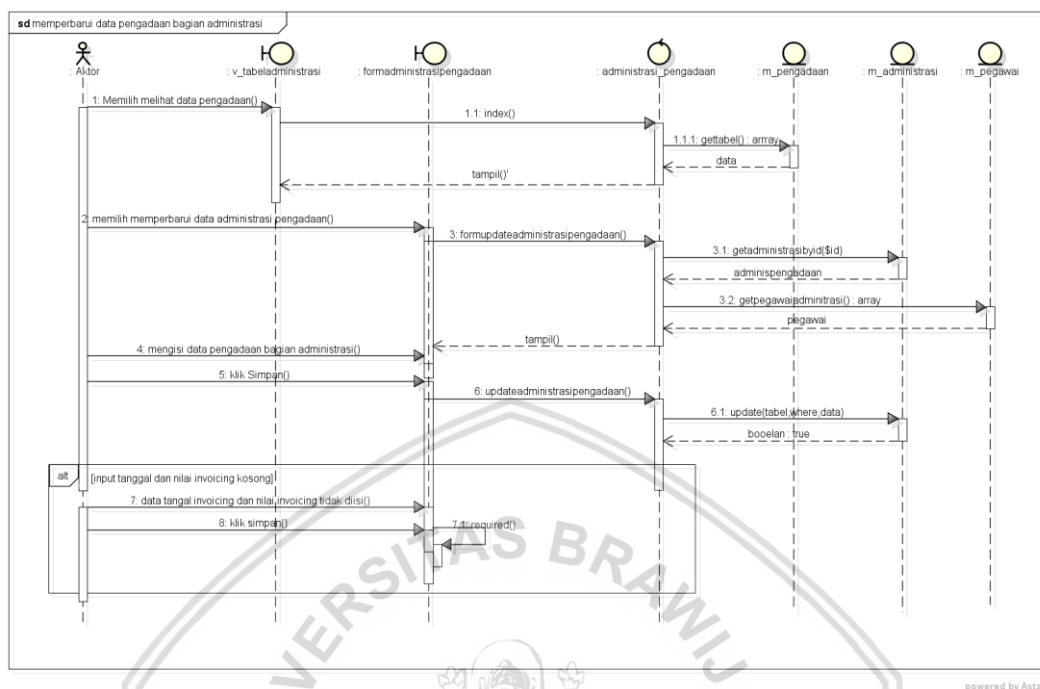 sd memperbarui data pengadaan bagian administrasi
: Aktor
: v_tabeladministrasi
: formadministrasipengadaan
: administrasi_pengadaan
: m_pengadaan
: m_administrasi
: m_pegawai
1: Memilih melihat data pengadaan()
1.1: index()
1.1.1: gettabel() : arrray
data
tampil()'
2: memilih memperbarui data administrasi pengadaan()
3: formupdateadministrasipengadaan()
3.1: getadministrasibyid($id)
adminispengadaan
3.2: getpegawaiadminitrasi() : array
pegawai
tampil()
4: mengisi data pengadaan bagian administrasi()
5: klik Simpan()
6: updateadministrasipengadaan()
6.1: update(tabel,where,data)
booelan : true
alt
[input tanggal dan nilai invoicing kosong]
7: data tangal invoicing dan nilai invoicing tidak diisi()
8: klik simpan()
7.1: required()
VERSITAS BRAWIJ
powered by Asta